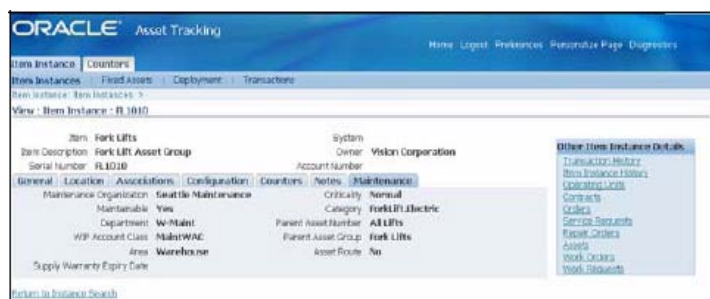 ORACLE Asset Tracking
Home Logout Preferences Personalize Page Diagnostics
Item Instance Counters
Item Instances | Fixed Assets | Deployment | Transactions
Item Instance: Item Instances >
View : Item Instance : FL1010
Item Fork Lifts
System
Item Description Fork Lift Asset Group
Owner Vision Corporation
Serial Number FL1010
Account Number
General Location Associations Configuration Counters Notes Maintenance
Maintenance Organization Seattle Maintenance
Criticality Normal
Maintainable Yes
Category ForkLift.Electric
Department W-Maint
Parent Asset Number All Lifts
WIP Account Class MaintWAC
Parent Asset Group Fork Lifts
Area Warehouse
Asset Route No
Supply Warranty Expiry Date
Other Item Instance Details
Transaction History
Item Instance History
Operating Units
Contracts
Orders
Service Requests
Repair Orders
Assets
Work Orders
Work Requests
Return to Instance Search